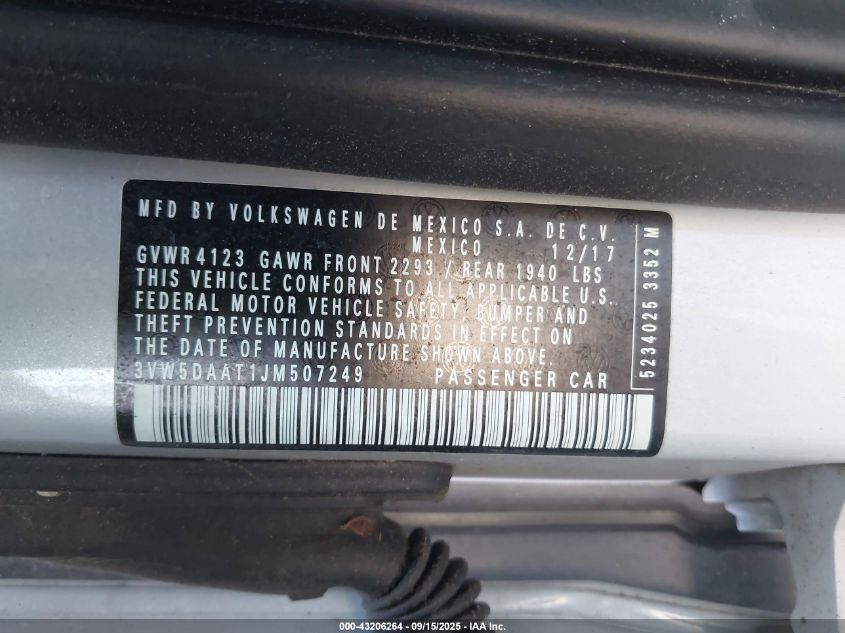 MFD BY VOLKSWAGEN DE MEXICO S.A. DE C.V.
MEXICO 12/17
GVWR 4123 GAWR FRONT 2293 / REAR 1940 LBS
THIS VEHICLE CONFORMS TO ALL APPLICABLE U.S.
FEDERAL MOTOR VEHICLE SAFETY, BUMPER AND
THEFT PREVENTION STANDARDS IN EFFECT ON
THE DATE OF MANUFACTURE SHOWN ABOVE.
3VW5DAAT1JM507249 PASSENGER CAR
5234025 3352 M
000-43206264 - 09/15/2025 - © IAA, Inc.